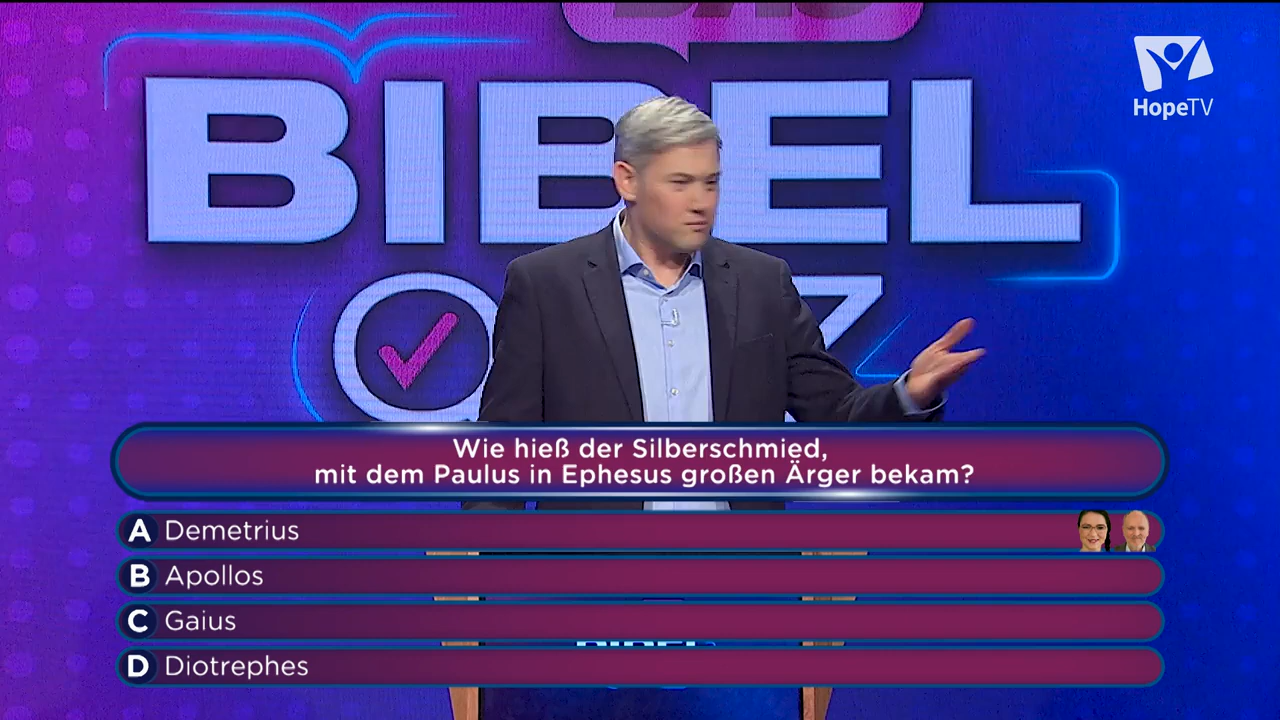 BIBEL
HopeTV
Wie hieß der Silberschmied,
mit dem Paulus in Ephesus großen Ärger bekam?
A Demetrius
B Apollos
C Gaius
D Diotrephes